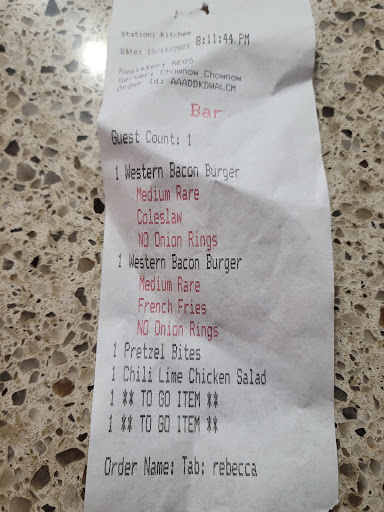 Station: Kitchen
Date: 10/11/2021 8:11:44 PM
Register: REG5
Server: Chownow Chownow
Order Id: AAADDKDWALCM
Bar
Guest Count: 1
1 Western Bacon Burger
Medium Rare
Coleslaw
NO Onion Rings
1 Western Bacon Burger
Medium Rare
French Fries
NO Onion Rings
1 Pretzel Bites
1 Chili Lime Chicken Salad
1 ** TO GO ITEM **
1 ** TO GO ITEM **
Order Name: Tab: rebecca